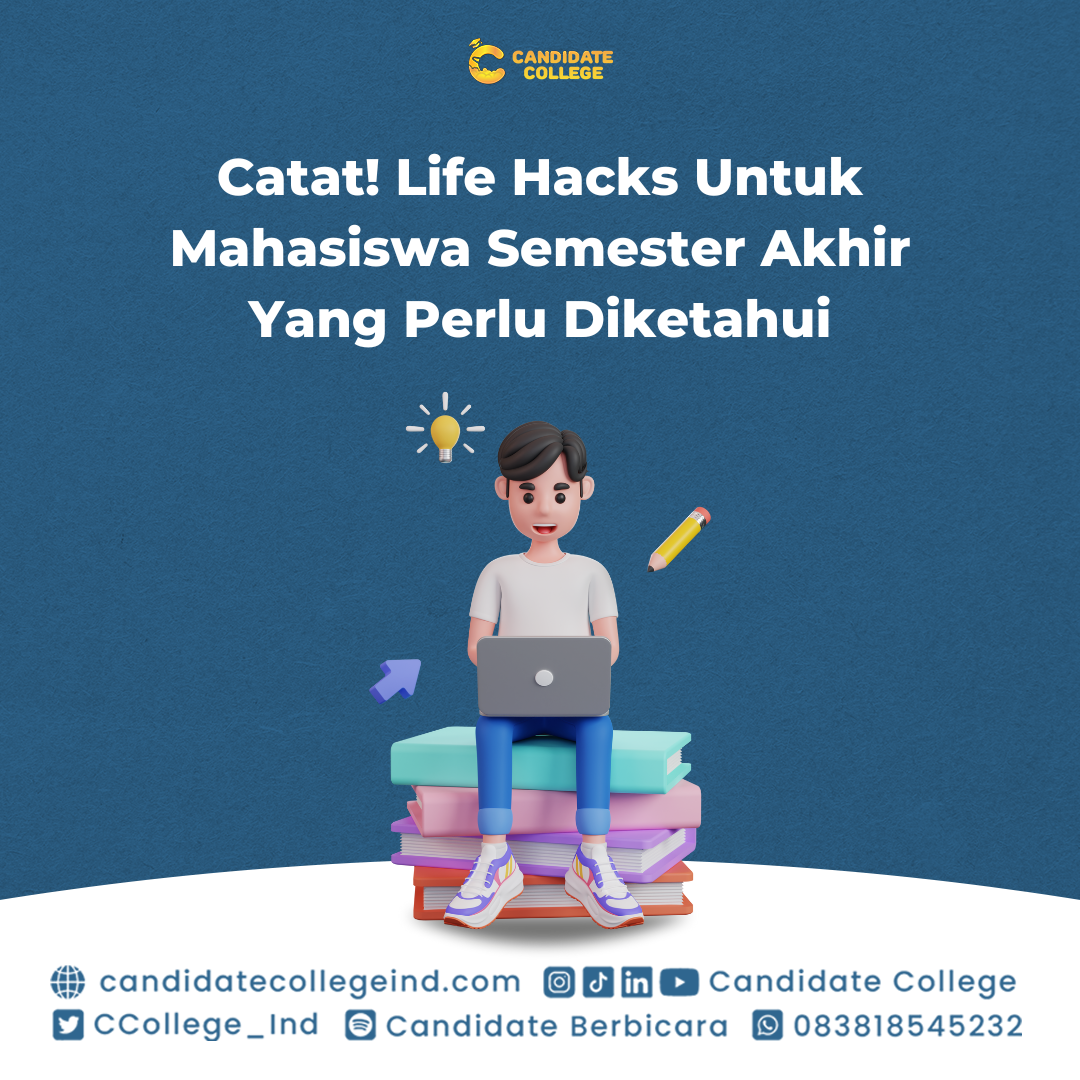 CANDIDATE
COLLEGE
Catat! Life Hacks Untuk
Mahasiswa Semester Akhir
Yang Perlu Diketahui
candidatecollegeind.com Candidate College
CCollege_Ind Candidate Berbicara 083818545232